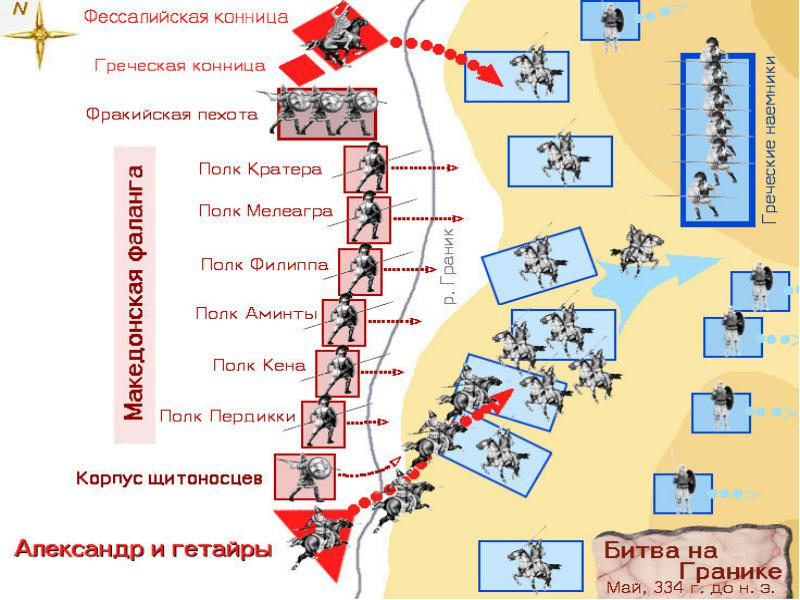 N
Фессалийская конница
Греческая конница
Фракийская пехота
Македонская фаланга
Полк Кратера
Полк Мелеагра
Полк Филиппа
Полк Аминты
Полк Кена
Полк Пердикки
Корпус щитоносцев
Александр и гетайры
р. Граник
Греческие наемники
Битва на
Гранике
Май, 334 г. до н. э.